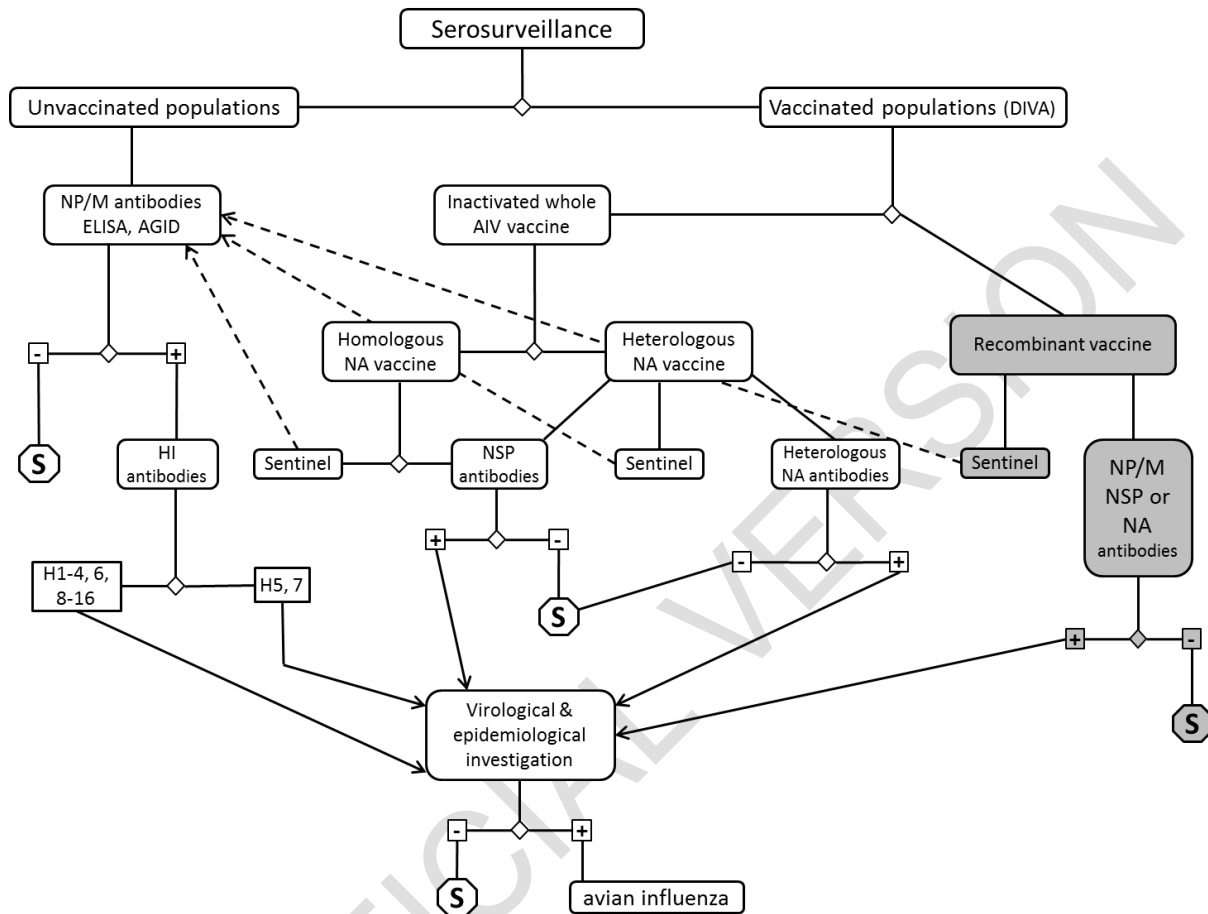 Serosurveillance
Unvaccinated populations
Vaccinated populations (DIVA)
NP/M antibodies
ELISA, AGID
Inactivated whole
AIV vaccine
Homologous
NA vaccine
Heterologous
NA vaccine
Recombinant vaccine
-
+
S
HI
antibodies
Sentinel
NSP
antibodies
Sentinel
Heterologous
NA antibodies
Sentinel
NP/M
NSP or
NA
antibodies
+
-
-
+
H1-4, 6,
8-16
H5, 7
S
+
-
S
Virological &
epidemiological
investigation
-
+
S
avian influenza
FICIAL VERSION